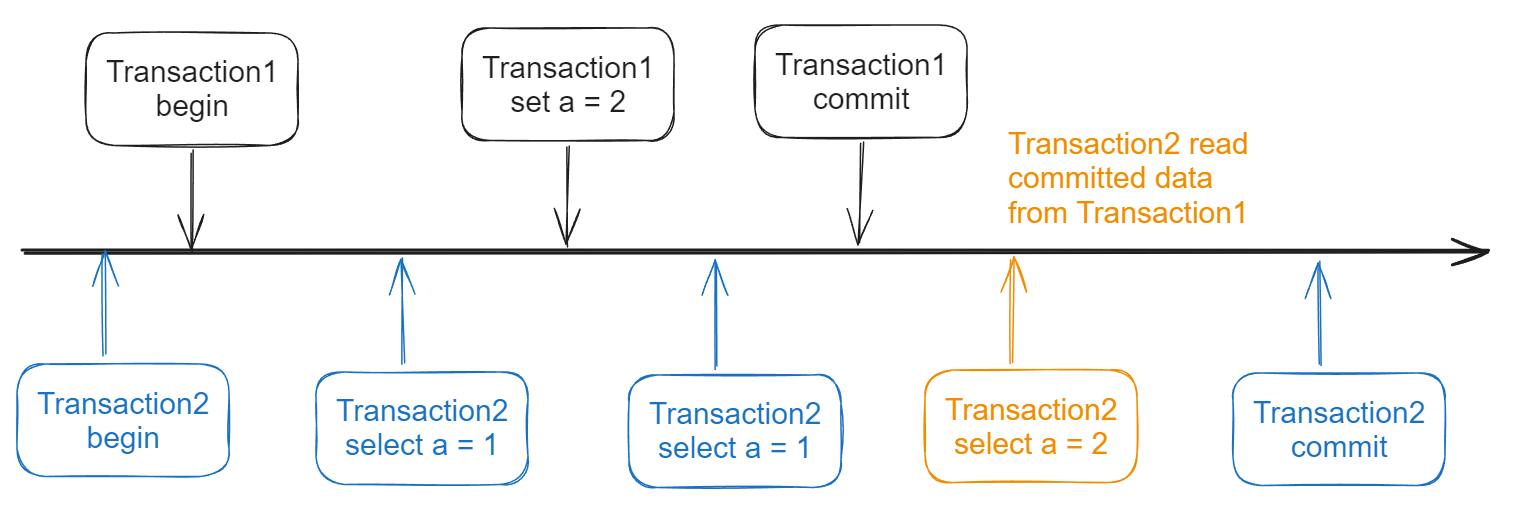 Transaction1
begin
Transaction1
set a = 2
Transaction1
commit
Transaction2 read
committed data
from Transaction1
Transaction2
begin
Transaction2
select a = 1
Transaction2
select a = 1
Transaction2
select a = 2
Transaction2
commit